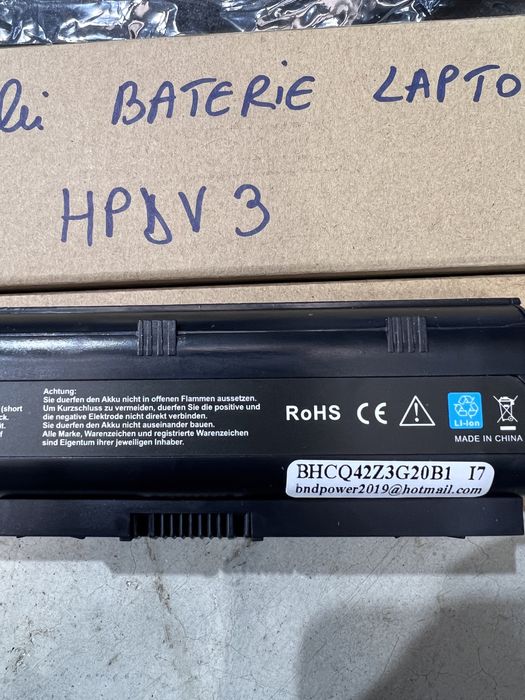 lei BATERIE LAPTO
HPDV3
Achtung:
Sie duerfen den Akku nicht in offenen Flammen aussetzen.
(short Um Kurzschluss zu vermeiden, duerfen Sie die positive und
ck. die negative Elektrode nicht direkt verbinden.
Sie duerfen den Akku nicht auseinander bauen.
Alle Marke, Warenzeichen und registrierte Warenzeichen
sind Eigentum ihrer jeweiligen Inhaber.
RoHS CE
Li-ion
MADE IN CHINA
BHCQ42Z3G20B1 I7
bndpower2019@hotmail.com